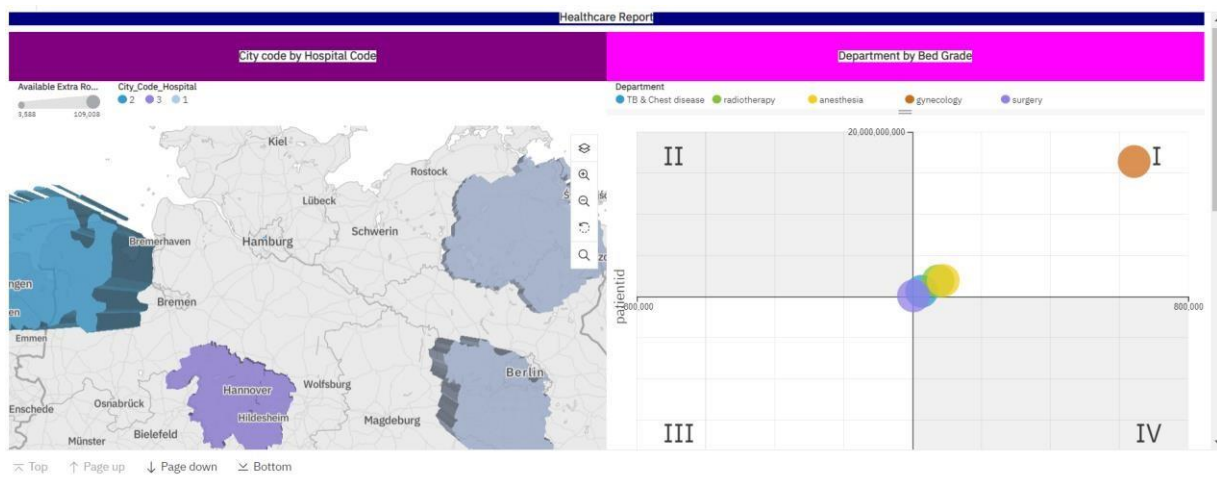 Healthcare Report
City code by Hospital Code
Department by Bed Grade
Available Extra Ro...
3,588 109,008
City_Code_Hospital
2 3 1
Department
TB & Chest disease radiotherapy anesthesia gynecology surgery
Kiel
Rostock
Lübeck
Schwerin
Bremerhaven
Hamburg
Bremen
Emmen
Berlin
Wolfsburg
Hannover
Osnabrück
Enschede
Hildesheim
Magdeburg
Bielefeld
Münster
20,000,000,000
II
I
patientid
800,000
III
IV
Top Page up Page down Bottom